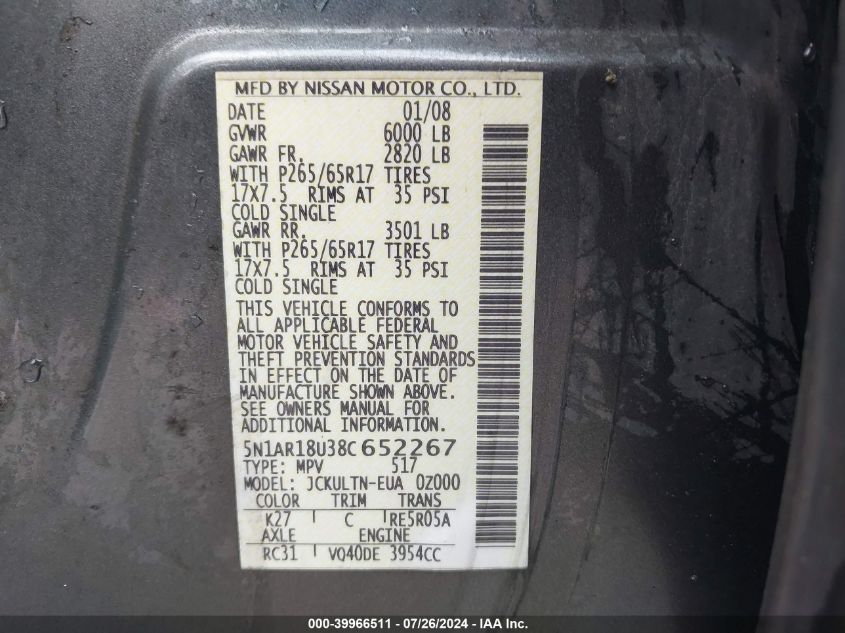 MFD BY NISSAN MOTOR CO., LTD.
DATE 01/08
GVWR 6000 LB
GAWR FR. 2820 LB
WITH P265/65R17 TIRES
17X7.5 RIMS AT 35 PSI
COLD SINGLE
GAWR RR. 3501 LB
WITH P265/65R17 TIRES
17X7.5 RIMS AT 35 PSI
COLD SINGLE
THIS VEHICLE CONFORMS TO
ALL APPLICABLE FEDERAL
MOTOR VEHICLE SAFETY AND
THEFT PREVENTION STANDARDS
IN EFFECT ON THE DATE OF
MANUFACTURE SHOWN ABOVE.
SEE OWNERS MANUAL FOR
ADDITIONAL INFORMATION.
5N1AR18U38C652267
TYPE: MPV 517
MODEL: JCKULTN-EUA 0Z000
COLOR TRIM TRANS
K27 C RE5R05A
AXLE ENGINE
RC31 VQ40DE 3954CC
000-39966511 - 07/26/2024 - IAA Inc.